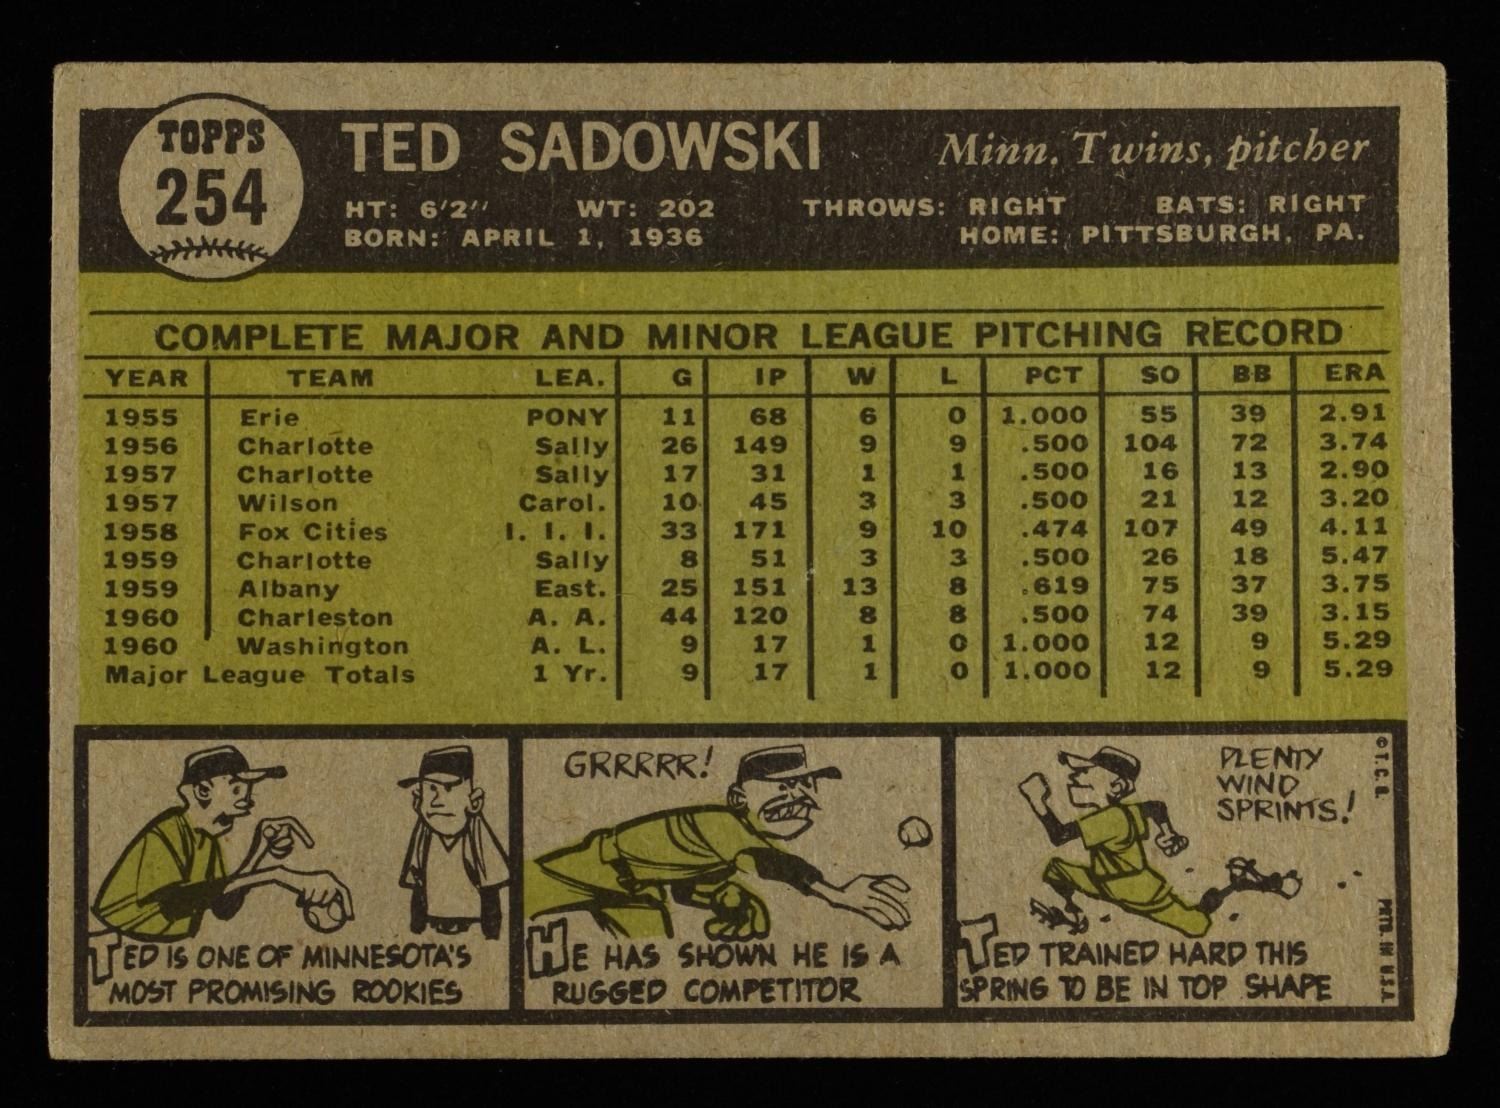 TOPPS
254
TED SADOWSKI Minn. Twins, pitcher
HT: 6'2" WT: 202 THROWS: RIGHT BATS: RIGHT
BORN: APRIL 1, 1936 HOME: PITTSBURGH, PA.
COMPLETE MAJOR AND MINOR LEAGUE PITCHING RECORD
YEAR TEAM LEA. G IP W L PCT SO BB ERA
1955 Erie PONY 11 68 6 0 1.000 55 39 2.91
1956 Charlotte Sally 26 149 9 9 .500 104 72 3.74
1957 Charlotte Sally 17 31 1 1 .500 16 13 2.90
1957 Wilson Carol. 10 45 3 3 .500 21 12 3.20
1958 Fox Cities I. I. I. 33 171 9 10 .474 107 49 4.11
1959 Charlotte Sally 8 51 3 3 .500 26 18 5.47
1959 Albany East. 25 151 13 8 .619 75 37 3.75
1960 Charleston A. A. 44 120 8 8 .500 74 39 3.15
1960 Washington A. L. 9 17 1 0 1.000 12 9 5.29
Major League Totals 1 Yr. 9 17 1 0 1.000 12 9 5.29
TED IS ONE OF MINNESOTA'S
MOST PROMISING ROOKIES
GRRRRR!
HE HAS SHOWN HE IS A
RUGGED COMPETITOR
PLENTY
WIND
SPRINTS!
TED TRAINED HARD THIS
SPRING TO BE IN TOP SHAPE
© T. C. G.
PRTD. IN U.S.A.